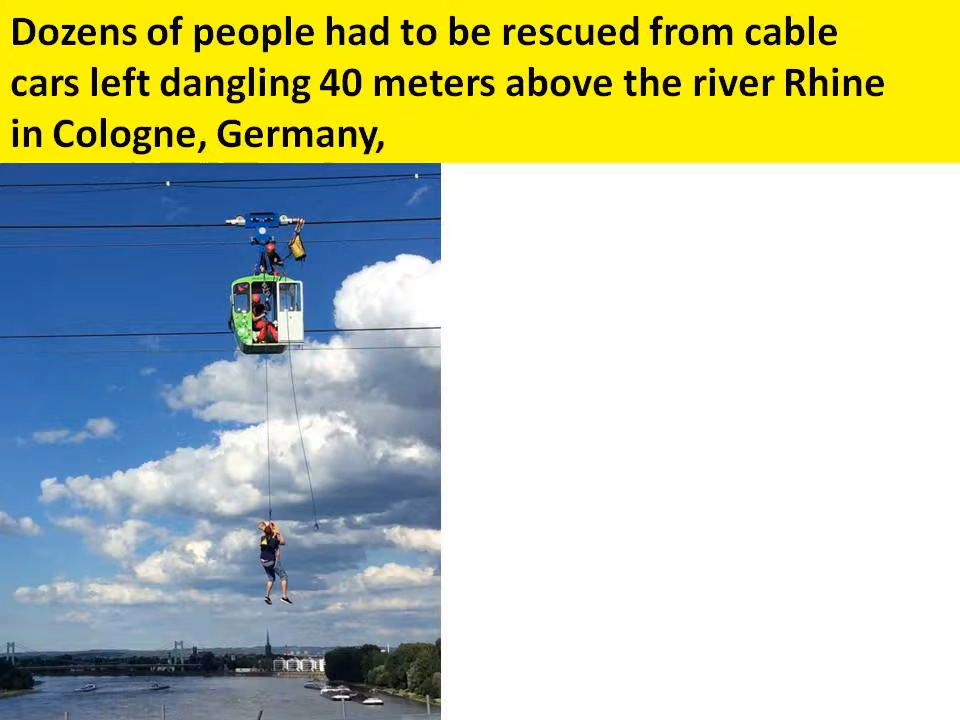 Dozens of people had to be rescued from cable
cars left dangling 40 meters above the river Rhine
in Cologne, Germany,